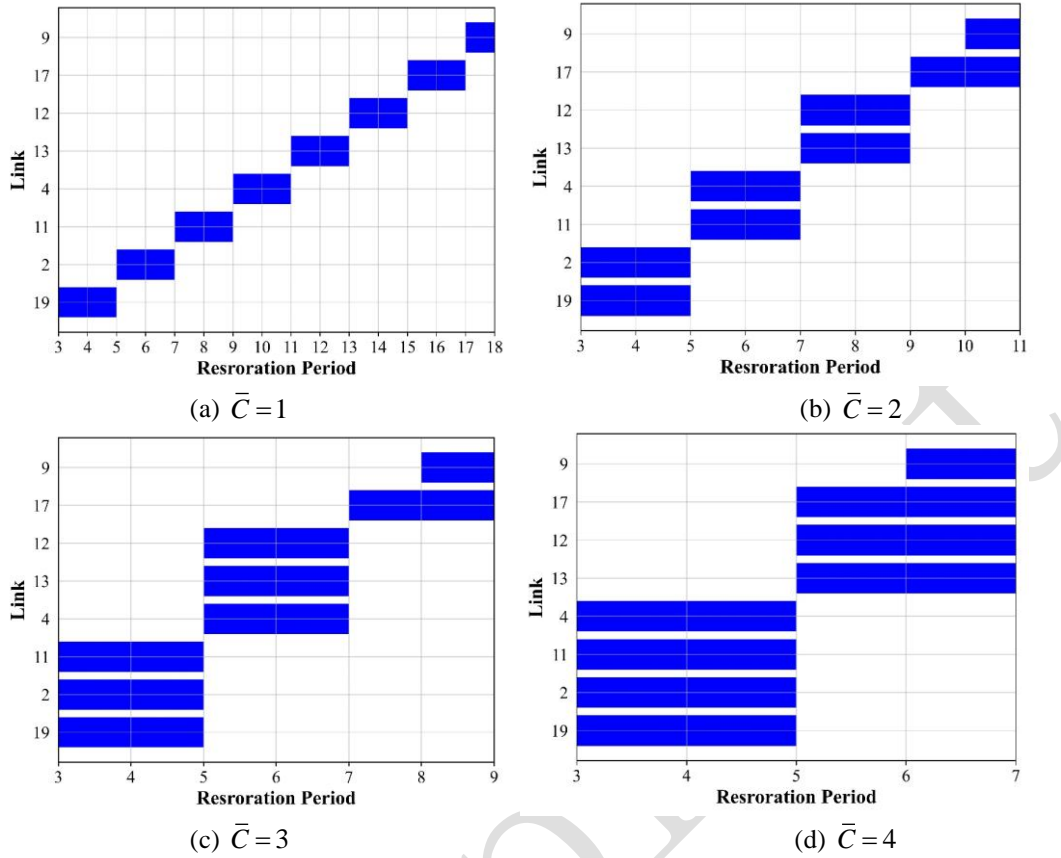 9
17
12
13
4
11
2
19
Link
3 4 5 6 7 8 9 10 11 12 13 14 15 16 17 18
Resroration Period
(a) C̅ = 1
9
17
12
13
4
11
2
19
Link
3 5 7 9 10 11
Resroration Period
(b) C̅ = 2
9
17
12
13
4
11
2
19
Link
3 4 5 6 7 8 9
Resroration Period
(c) C̅ = 3
9
17
12
13
4
11
2
19
Link
3 4 5 6 7
Resroration Period
(d) C̅ = 4